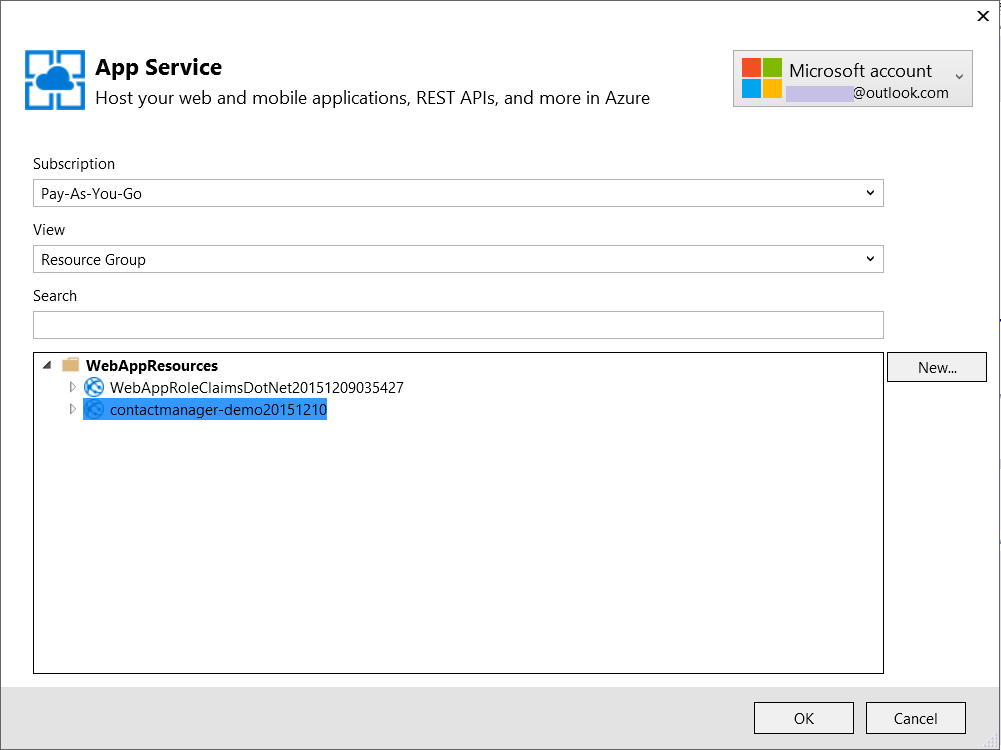 App Service
Host your web and mobile applications, REST APIs, and more in Azure
Microsoft account
@outlook.com
Subscription
Pay-As-You-Go
View
Resource Group
Search
WebAppResources
WebAppRoleClaimsDotNet20151209035427
contactmanager-demo20151210
New...
OK
Cancel